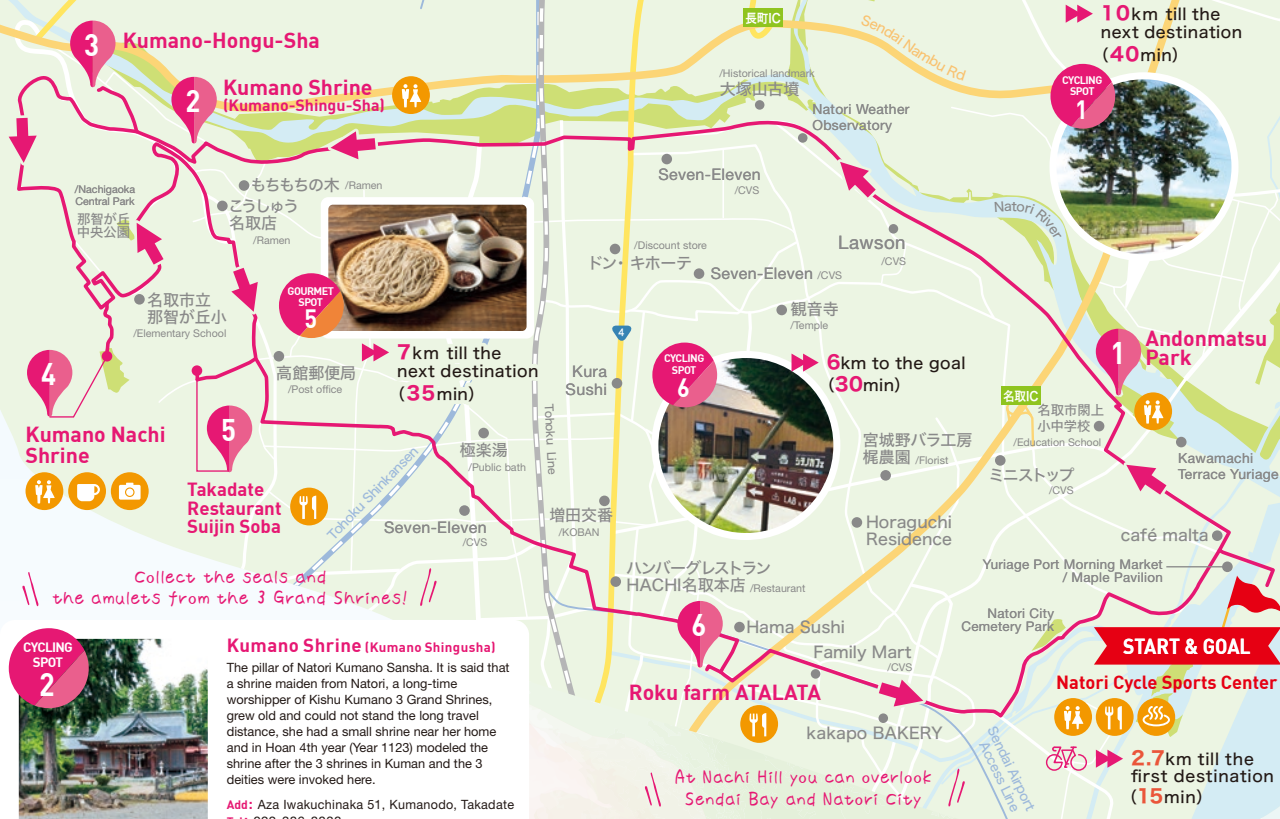 3
Kumano-Hongu-Sha
2
Kumano Shrine
(Kumano-Shingu-Sha)
長町IC
Sendai Nambu Rd
10km till the
next destination
(40min)
CYCLING
SPOT
1
/Historical landmark
大塚山古墳
Natori Weather
Observatory
Seven-Eleven
/CVS
もちもちの木 /Ramen
こうしゅう
名取店
/Ramen
/Nachigaoka
Central Park
那智が丘
中央公園
Natori River
Lawson
/CVS
/Discount store
ドン・キホーテ
Seven-Eleven /CVS
GOURMET
SPOT
5
名取市立
那智が丘小
/Elementary School
観音寺
/Temple
4
7km till the
next destination
(35min)
CYCLING
SPOT
6
6km to the goal
(30min)
1
Andonmatsu
Park
4
高館郵便局
/Post office
Kura
Sushi
名取IC
名取市閖上
小中学校
/Education School
Kumano Nachi
Shrine
5
Tohoku Line
極楽湯
/Public bath
宮城野バラ工房
梶農園 /Florist
ミニストップ
/CVS
Kawamachi
Terrace Yuriage
シモノカフェ
LAB
Takadate
Restaurant
Suijin Soba
Tohoku Shinkansen
Seven-Eleven
/CVS
増田交番
/KOBAN
Horaguchi
Residence
café malta
Yuriage Port Morning Market
/ Maple Pavilion
Collect the seals and
the amulets from the 3 Grand Shrines!
ハンバーグレストラン
HACHI名取本店 /Restaurant
Natori City
Cemetery Park
6
Hama Sushi
START & GOAL
Family Mart
/CVS
Natori Cycle Sports Center
Roku farm ATALATA
kakapo BAKERY
Sendai Airport
Access Line
2.7km till the
first destination
(15min)
At Nachi Hill you can overlook
Sendai Bay and Natori City
CYCLING
SPOT
2
Kumano Shrine (Kumano Shingusha)
The pillar of Natori Kumano Sansha. It is said that
a shrine maiden from Natori, a long-time
worshipper of Kishu Kumano 3 Grand Shrines,
grew old and could not stand the long travel
distance, she had a small shrine near her home
and in Hoan 4th year (Year 1123) modeled the
shrine after the 3 shrines in Kuman and the 3
deities were invoked here.
Add: Aza Iwakuchinaka 51, Kumanodo, Takadate